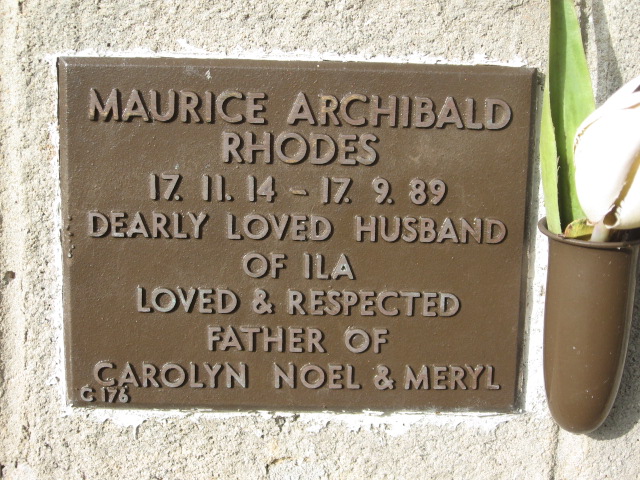 MAURICE ARCHIBALD
RHODES
17. 11. 14 - 17. 9. 89
DEARLY LOVED HUSBAND
OF ILA
LOVED & RESPECTED
FATHER OF
CAROLYN NOEL & MERYL
C 176